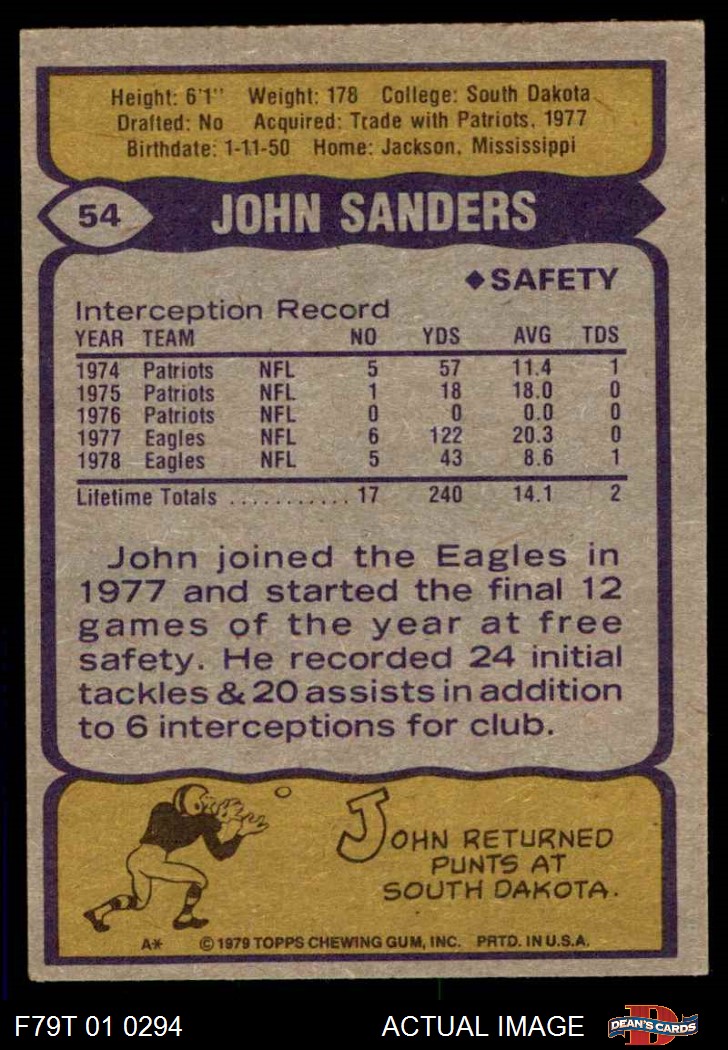 Height: 6'1" Weight: 178 College: South Dakota
Drafted: No Acquired: Trade with Patriots, 1977
Birthdate: 1-11-50 Home: Jackson, Mississippi
54 JOHN SANDERS
◆SAFETY
Interception Record
YEAR TEAM NO YDS AVG TDS
1974 Patriots NFL 5 57 11.4 1
1975 Patriots NFL 1 18 18.0 0
1976 Patriots NFL 0 0 0.0 0
1977 Eagles NFL 6 122 20.3 0
1978 Eagles NFL 5 43 8.6 1
Lifetime Totals ........... 17 240 14.1 2
John joined the Eagles in
1977 and started the final 12
games of the year at free
safety. He recorded 24 initial
tackles & 20 assists in addition
to 6 interceptions for club.
JOHN RETURNED
PUNTS AT
SOUTH DAKOTA.
A* © 1979 TOPPS CHEWING GUM, INC. PRTD. IN U.S.A.
F79T 01 0294 ACTUAL IMAGE D DEAN'S CARDS